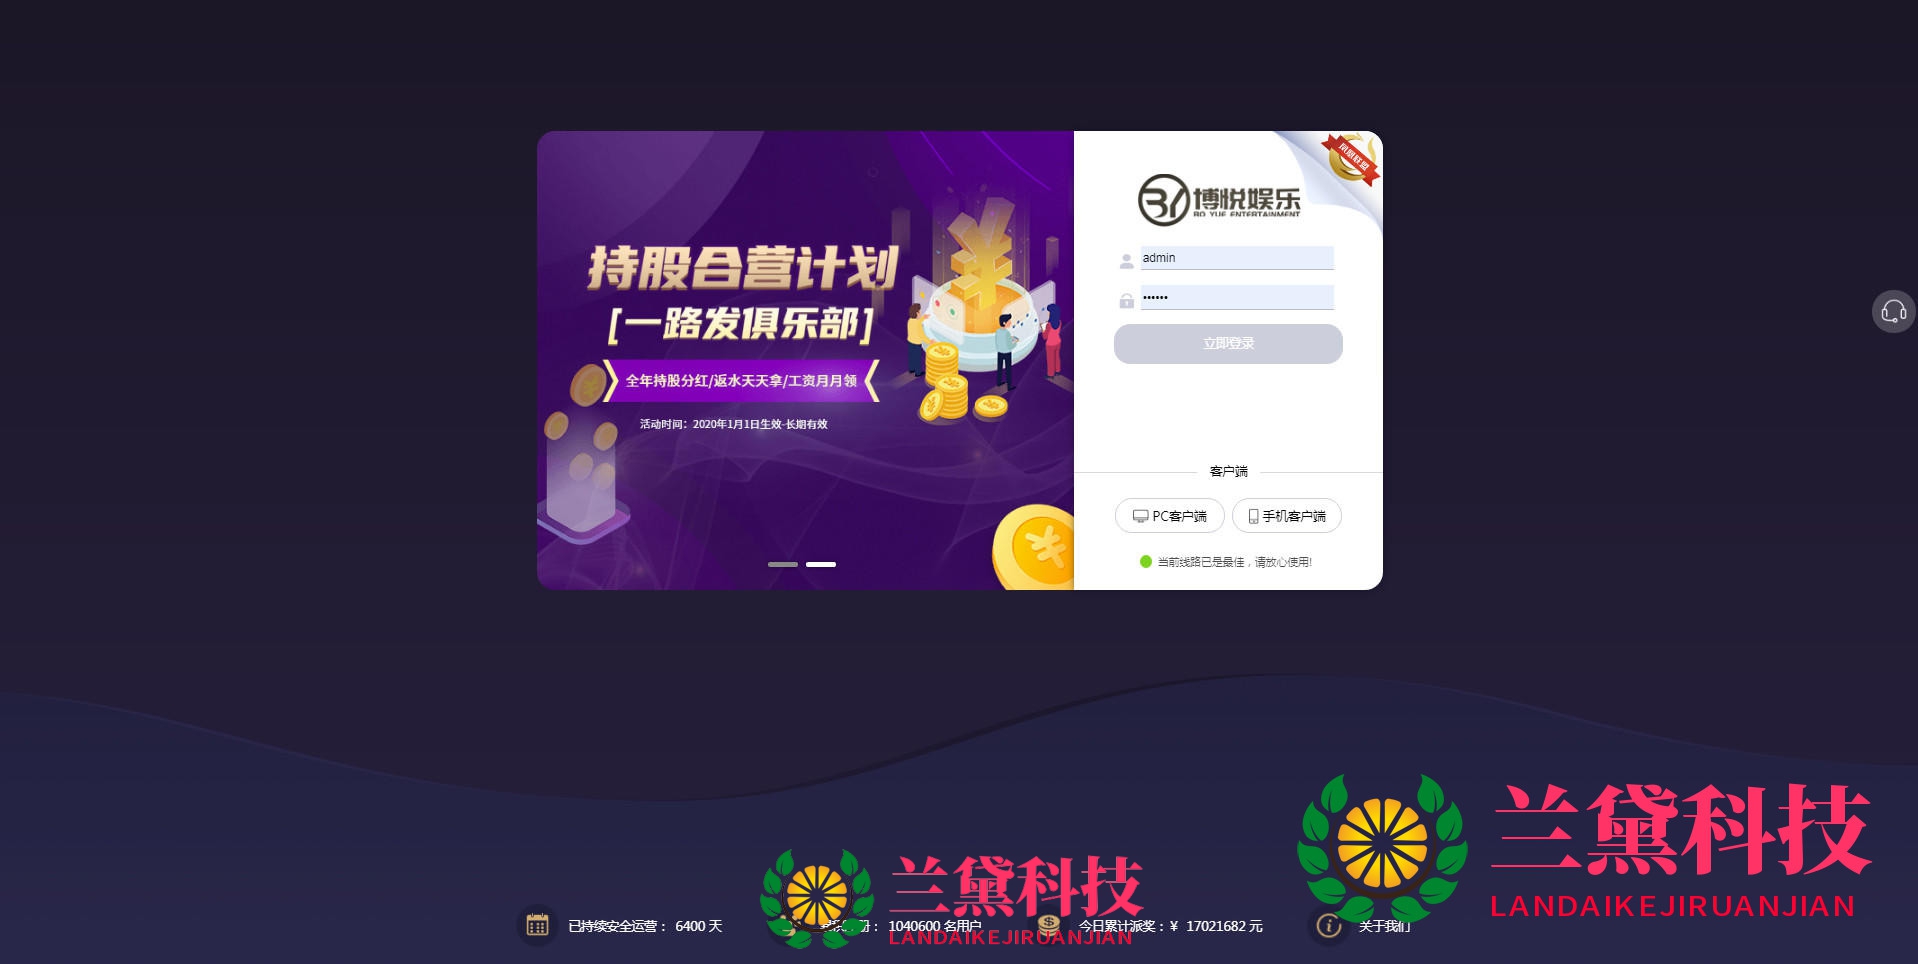 持股合营计划
[一路发俱乐部]
全年持股分红/返水天天拿/工资月月领
活动时间：2020年1月1日生效-长期有效
凤凰联盟
博悦娱乐
BO YUE ENTERTAINMENT
admin
••••••
立即登录
客户端
PC客户端
手机客户端
当前线路已是最佳，请放心使用!
兰黛科技
LANDAIKEJIRUANJIAN
兰黛科技
LANDAIKEJIRUANJIAN
已持续安全运营： 6400 天
册： 1040600 名用户
今日累计派奖：¥ 17021682 元
关于我们